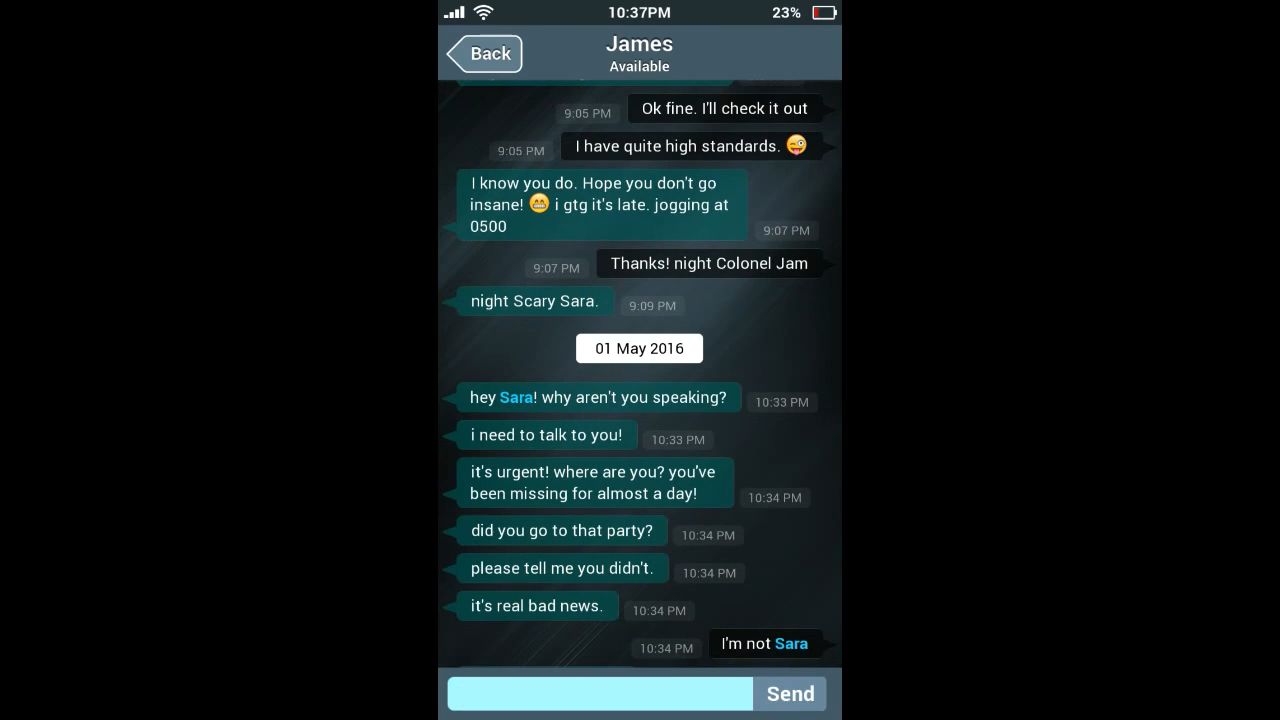 10:37PM
23%
Back
James
Available
Ok fine. I'll check it out
9:05 PM
I have quite high standards. 😜
9:05 PM
I know you do. Hope you don't go
insane! 😁 i gtg it's late. jogging at
0500
9:07 PM
Thanks! night Colonel Jam
9:07 PM
night Scary Sara.
9:09 PM
01 May 2016
hey Sara! why aren't you speaking?
10:33 PM
i need to talk to you!
10:33 PM
it's urgent! where are you? you've
been missing for almost a day!
10:34 PM
did you go to that party?
10:34 PM
please tell me you didn't.
10:34 PM
it's real bad news.
10:34 PM
I'm not Sara
10:34 PM
Send